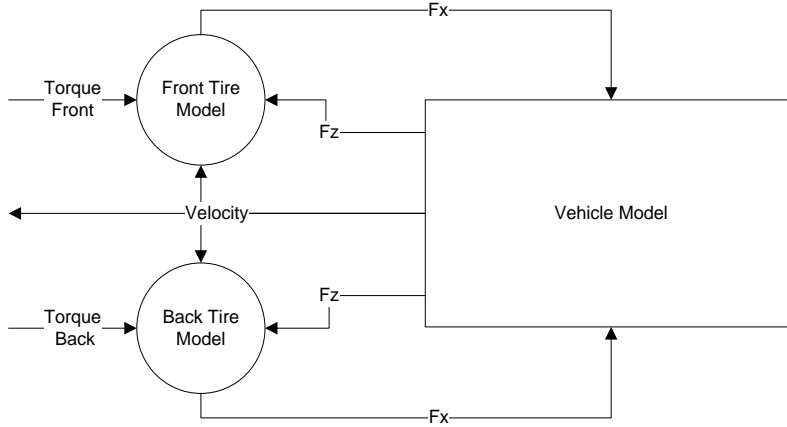 Fx
Torque
Front
Front Tire
Model
Fz
Velocity
Vehicle Model
Fz
Torque
Back
Back Tire
Model
Fx